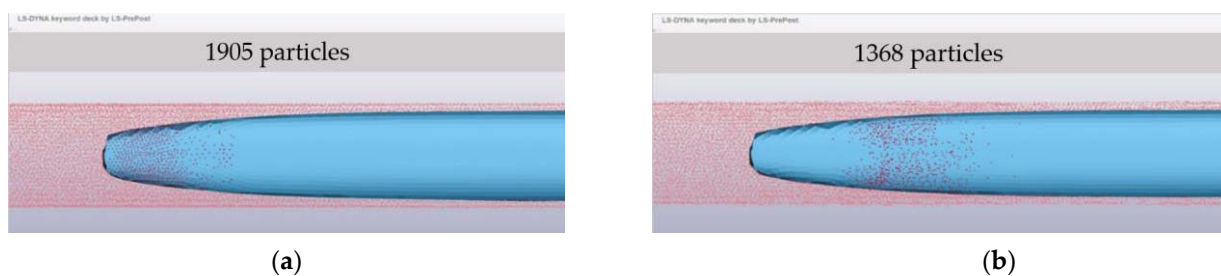 LS-DYNA keyword deck by LS-PrePost
1905 particles
(a)
LS-DYNA keyword deck by LS-PrePost
1368 particles
(b)